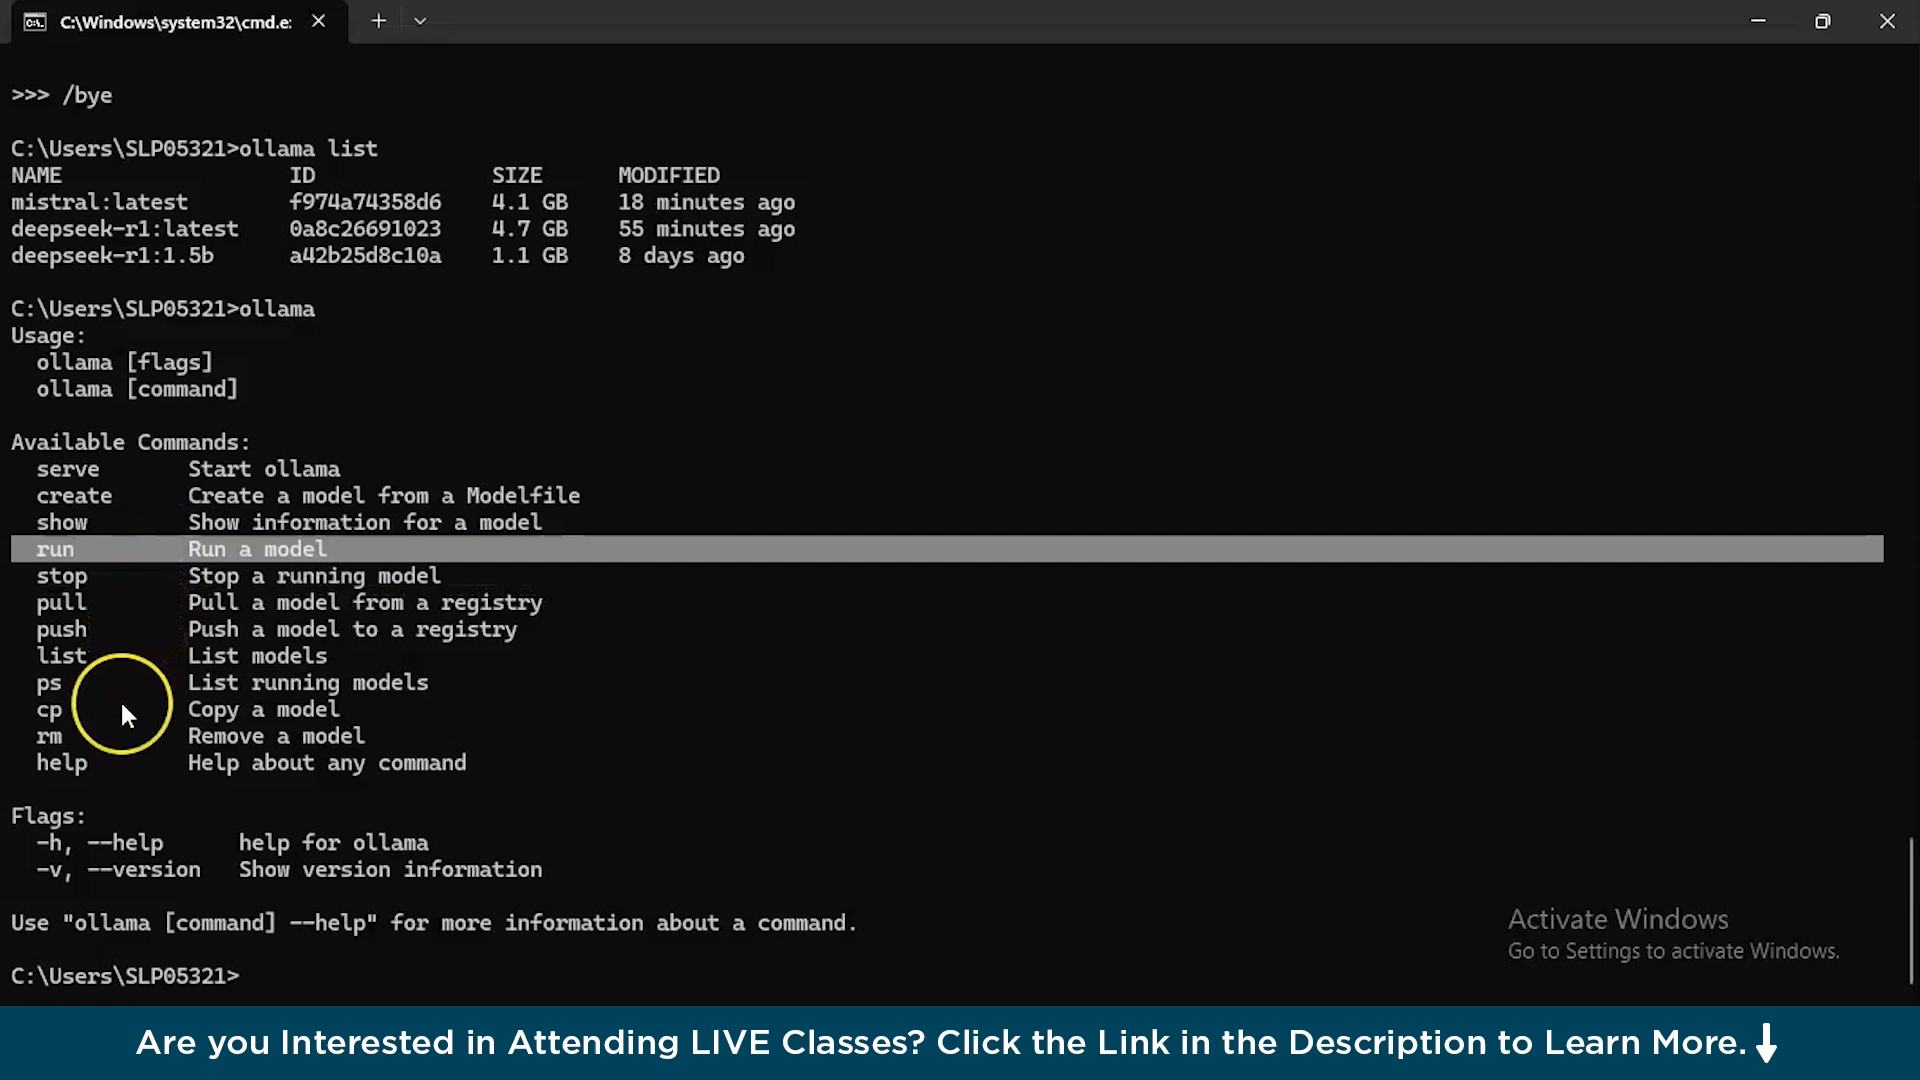 C:\Windows\system32\cmd.e:
>>> /bye
C:\Users\SLP05321>ollama list
NAME ID SIZE MODIFIED
mistral:latest f974a74358d6 4.1 GB 18 minutes ago
deepseek-r1:latest 0a8c26691023 4.7 GB 55 minutes ago
deepseek-r1:1.5b a42b25d8c10a 1.1 GB 8 days ago
C:\Users\SLP05321>ollama
Usage:
ollama [flags]
ollama [command]
Available Commands:
serve Start ollama
create Create a model from a Modelfile
show Show information for a model
run Run a model
stop Stop a running model
pull Pull a model from a registry
push Push a model to a registry
list List models
ps List running models
cp Copy a model
rm Remove a model
help Help about any command
Flags:
-h, --help help for ollama
-v, --version Show version information
Use "ollama [command] --help" for more information about a command.
C:\Users\SLP05321>
Activate Windows
Go to Settings to activate Windows.
Are you Interested in Attending LIVE Classes? Click the Link in the Description to Learn More.